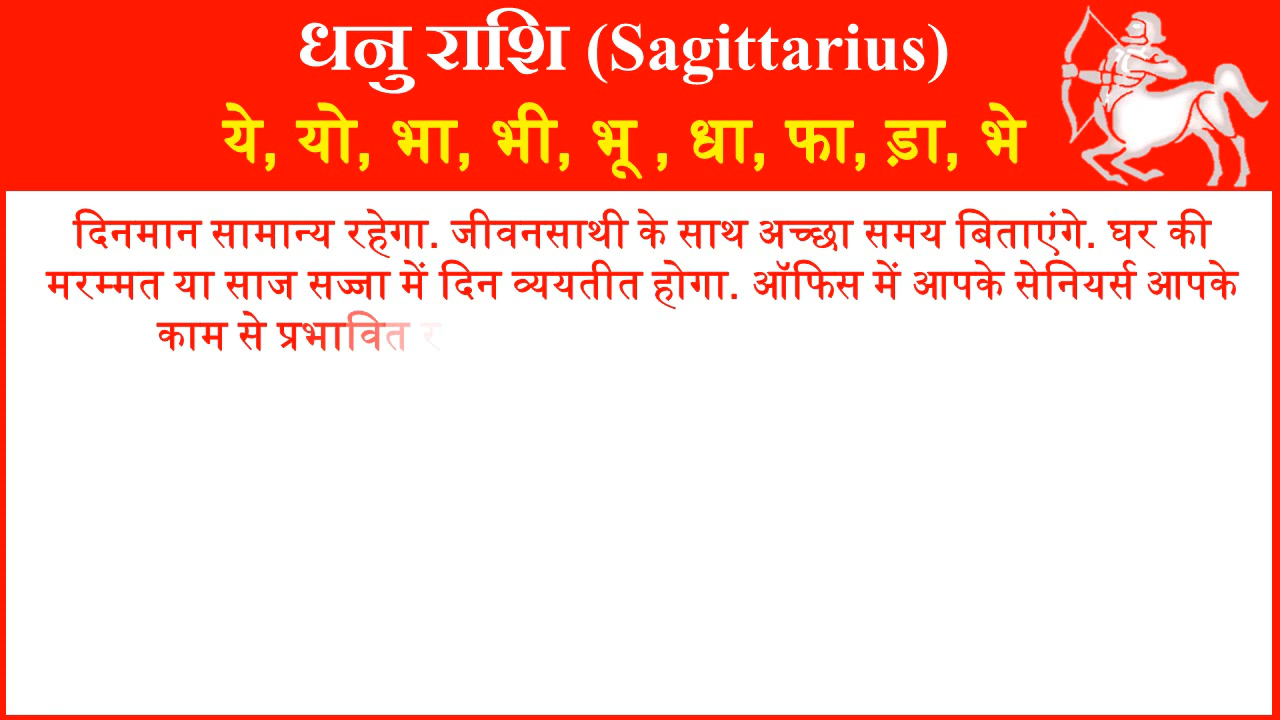 धनु राशि (Sagittarius)
ये, यो, भा, भी, भू , धा, फा, ड़ा, भे
दिनमान सामान्य रहेगा. जीवनसाथी के साथ अच्छा समय बिताएंगे. घर की
मरम्मत या साज सज्जा में दिन व्ययतीत होगा. ऑफिस में आपके सेनियर्स आपके
काम से प्रभावित